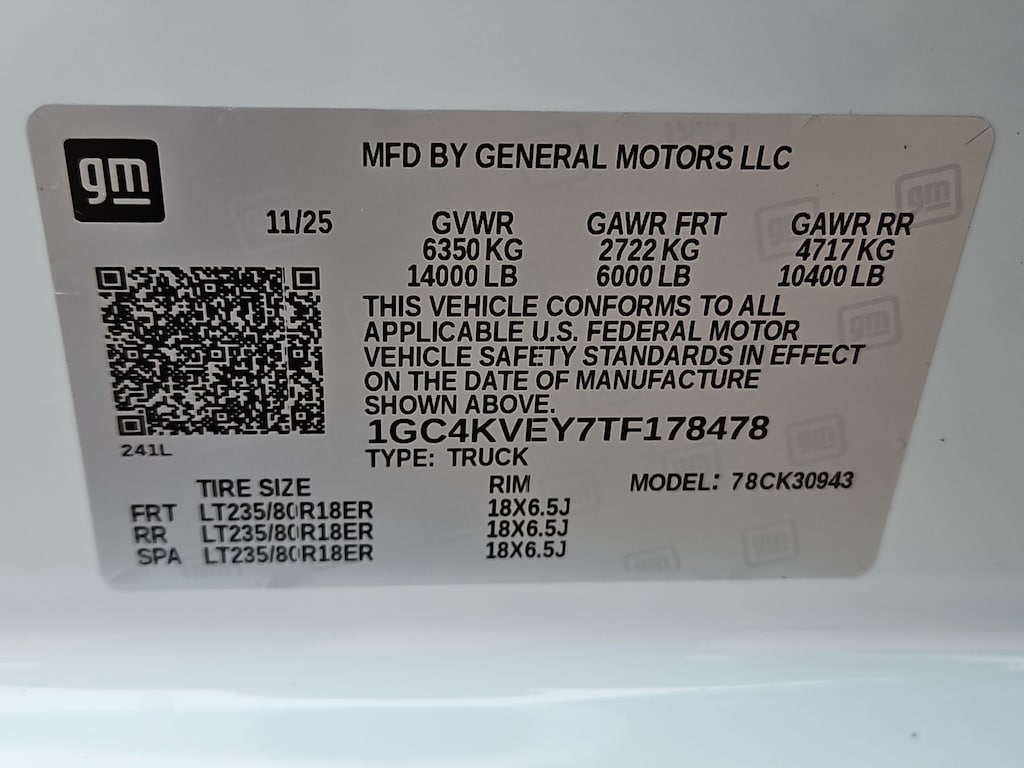 gm
MFD BY GENERAL MOTORS LLC
11/25 GVWR GAWR FRT GAWR RR
6350 KG 2722 KG 4717 KG
14000 LB 6000 LB 10400 LB
THIS VEHICLE CONFORMS TO ALL
APPLICABLE U.S. FEDERAL MOTOR
VEHICLE SAFETY STANDARDS IN EFFECT
ON THE DATE OF MANUFACTURE
SHOWN ABOVE.
1GC4KVEY7TF178478
241L
TYPE: TRUCK
TIRE SIZE RIM MODEL: 78CK30943
FRT LT235/80R18ER 18X6.5J
RR LT235/80R18ER 18X6.5J
SPA LT235/80R18ER 18X6.5J